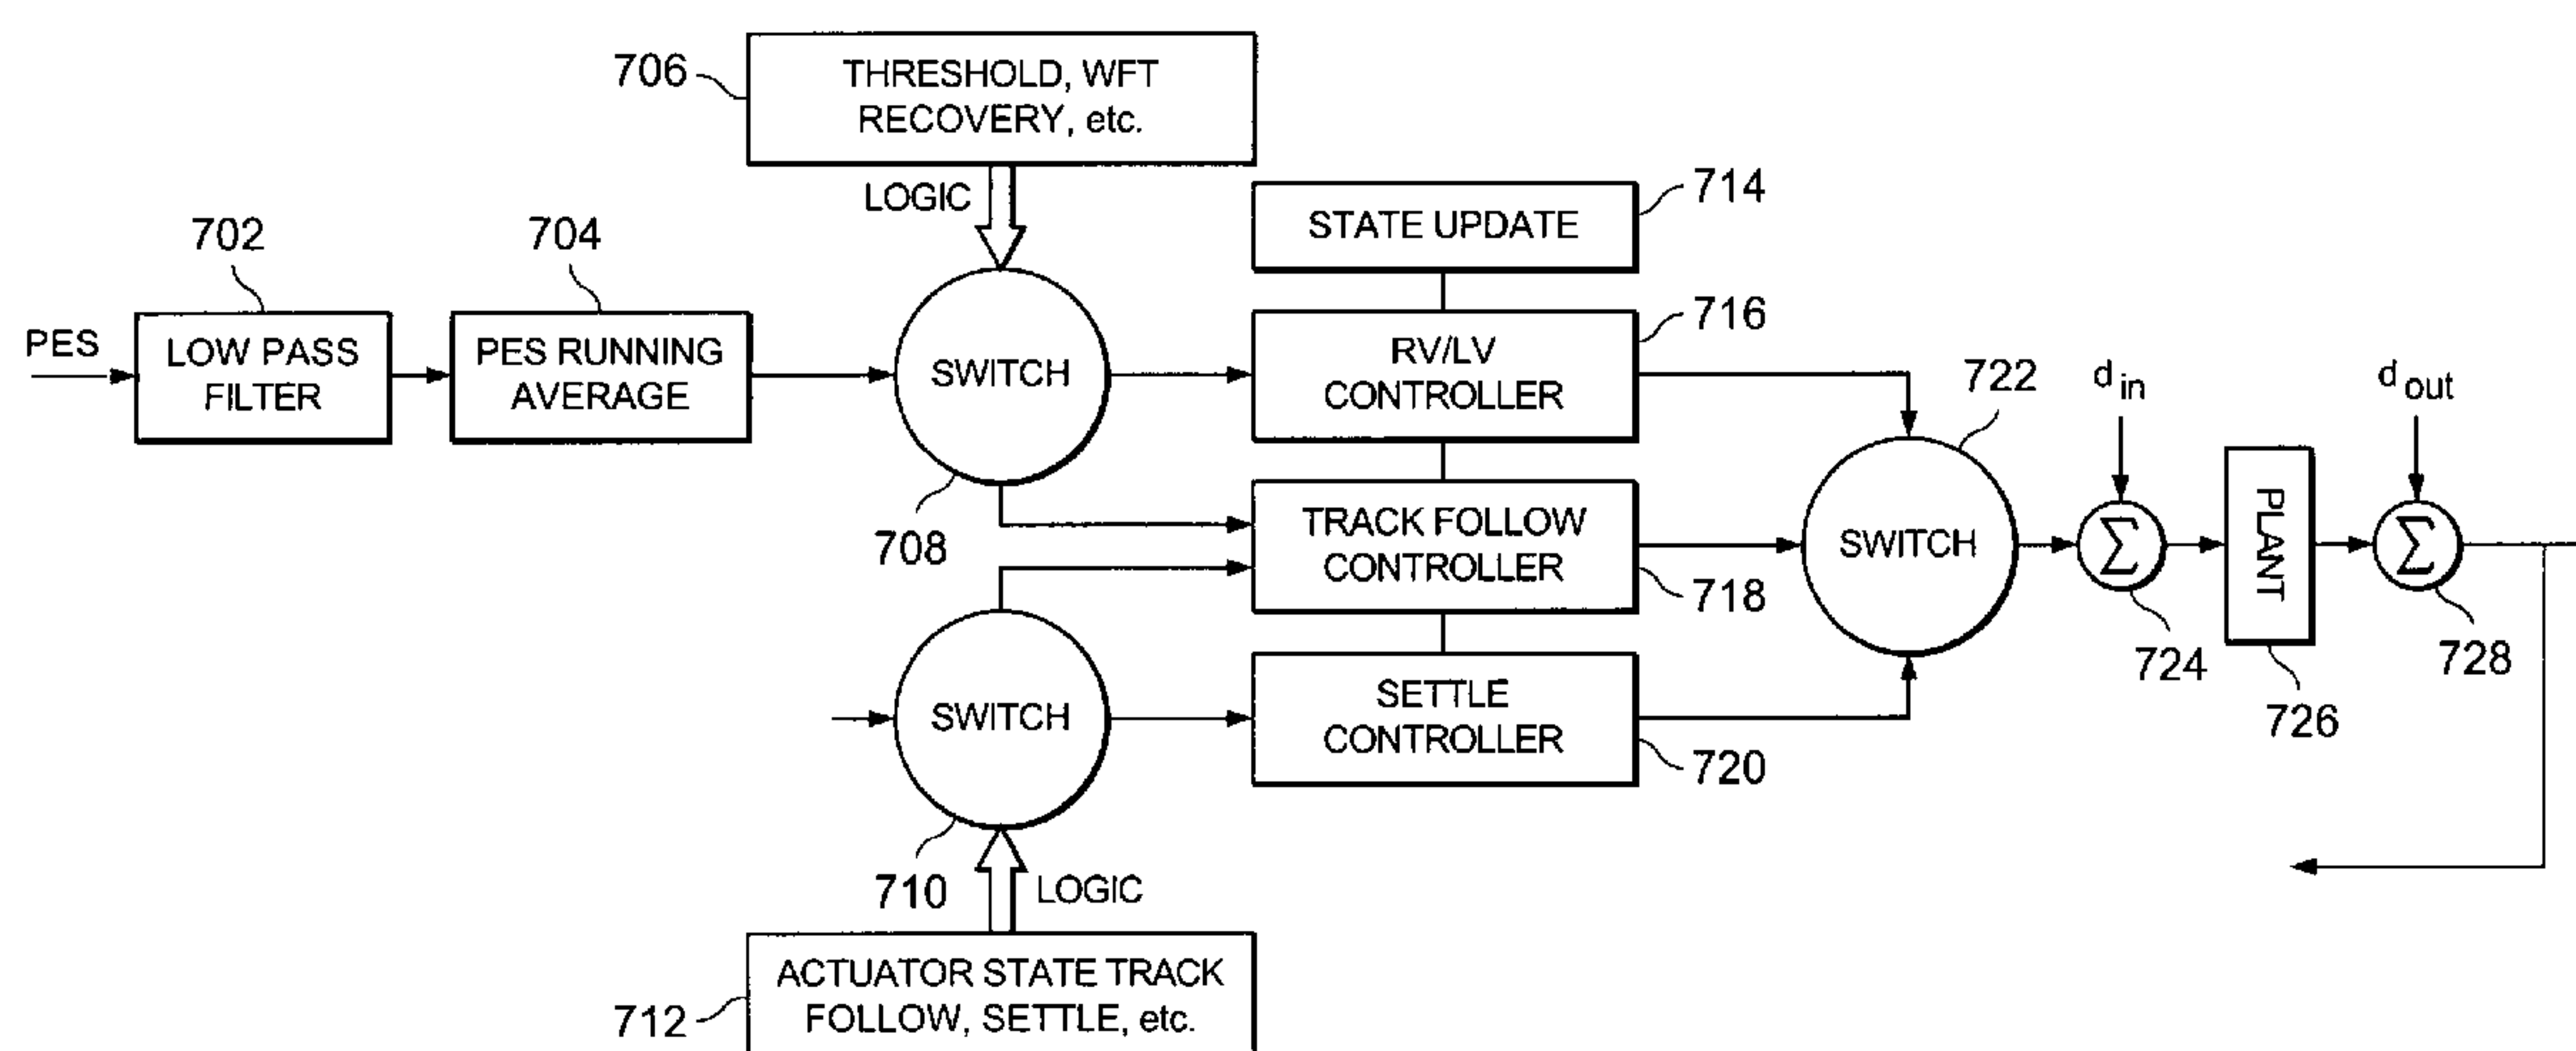 706
THRESHOLD, WFT
RECOVERY, etc.
LOGIC
714
STATE UPDATE
702
704
PES
LOW PASS
FILTER
PES RUNNING
AVERAGE
SWITCH
708
716
RV/LV
CONTROLLER
722
d in
d out
TRACK FOLLOW
CONTROLLER
718
SWITCH
Σ
724
PLANT
726
Σ
728
SWITCH
710
SETTLE
CONTROLLER
720
LOGIC
712
ACTUATOR STATE TRACK
FOLLOW, SETTLE, etc.